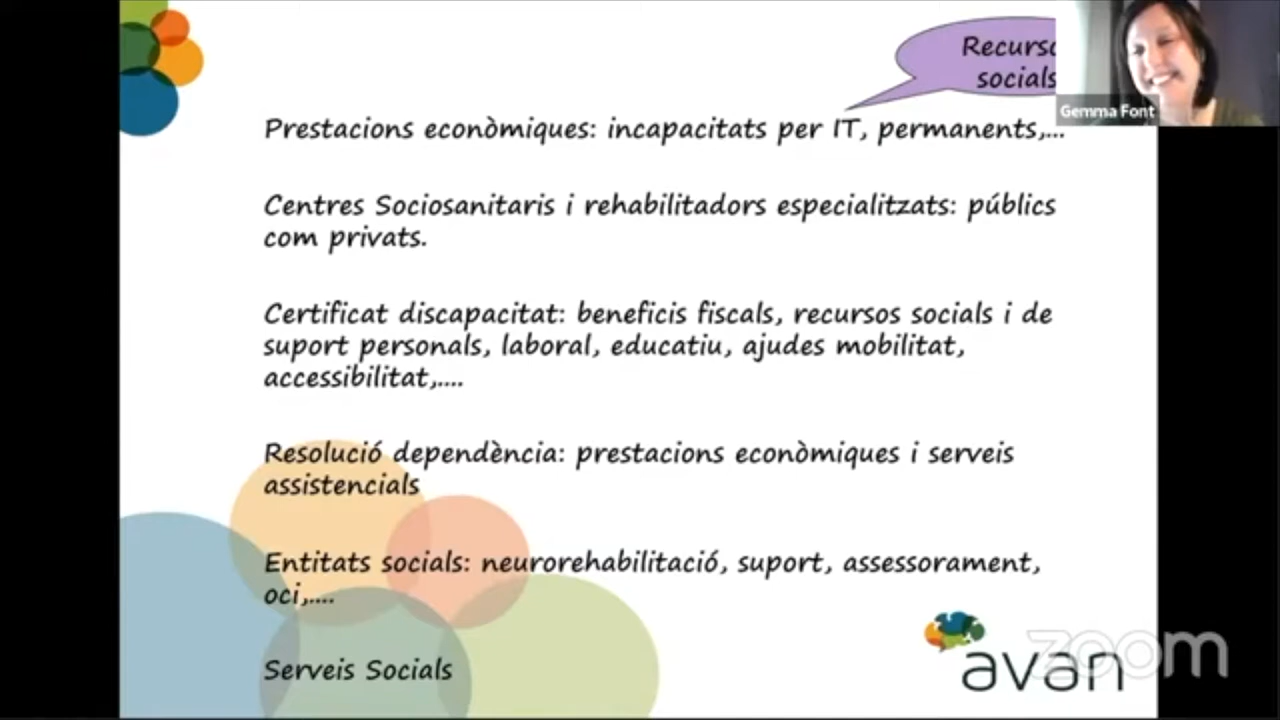 Recurso
socials
Gemma Font
Prestacions econòmiques: incapacitats per IT, permanents,...
Centres Sociosanitaris i rehabilitadors especialitzats: públics
com privats.
Certificat discapacitat: beneficis fiscals, recursos socials i de
suport personals, laboral, educatiu, ajudes mobilitat,
accessibilitat,....
Resolució dependència: prestacions econòmiques i serveis
assistencials
Entitats socials: neurorehabilitació, suport, assessorament,
oci,....
Serveis Socials
avan
zoom